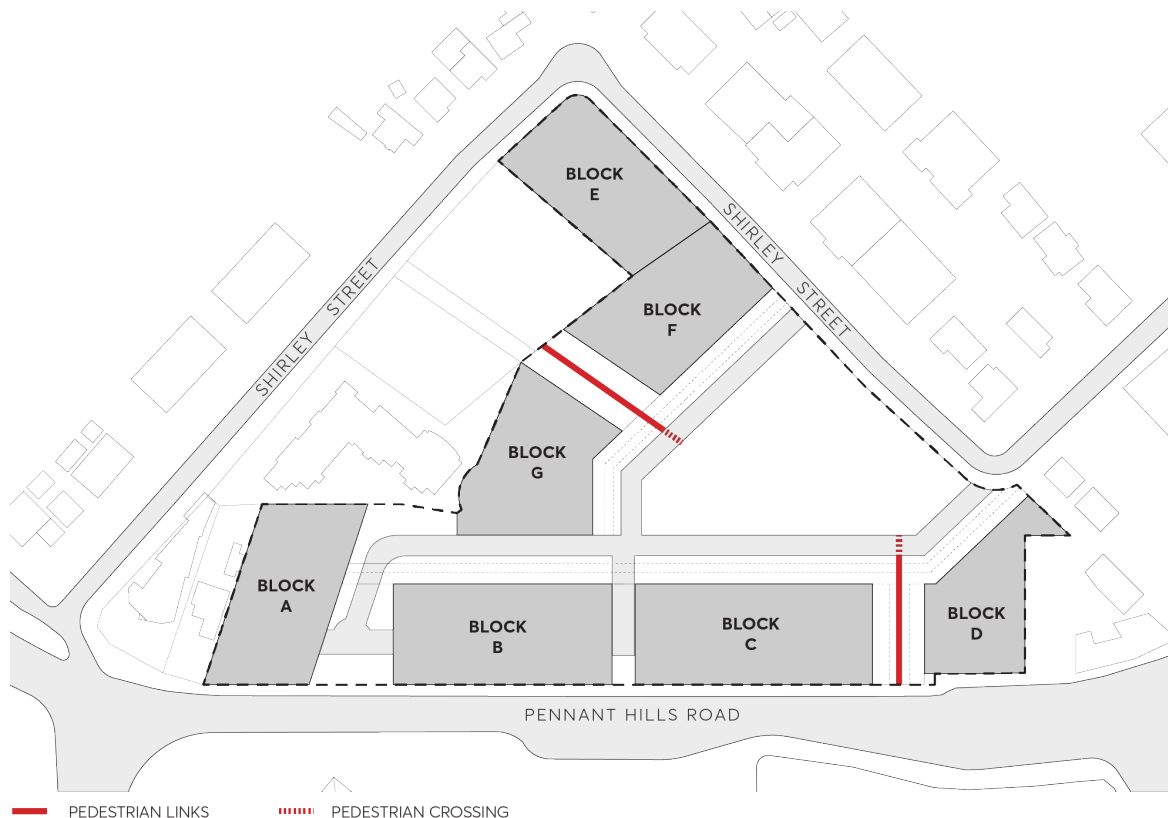 BLOCK
E
SHIRLEY STREET
SHIRLEY STREET
BLOCK
F
BLOCK
G
BLOCK
A
BLOCK
B
BLOCK
C
BLOCK
D
PENNANT HILLS ROAD
PEDESTRIAN LINKS
PEDESTRIAN CROSSING